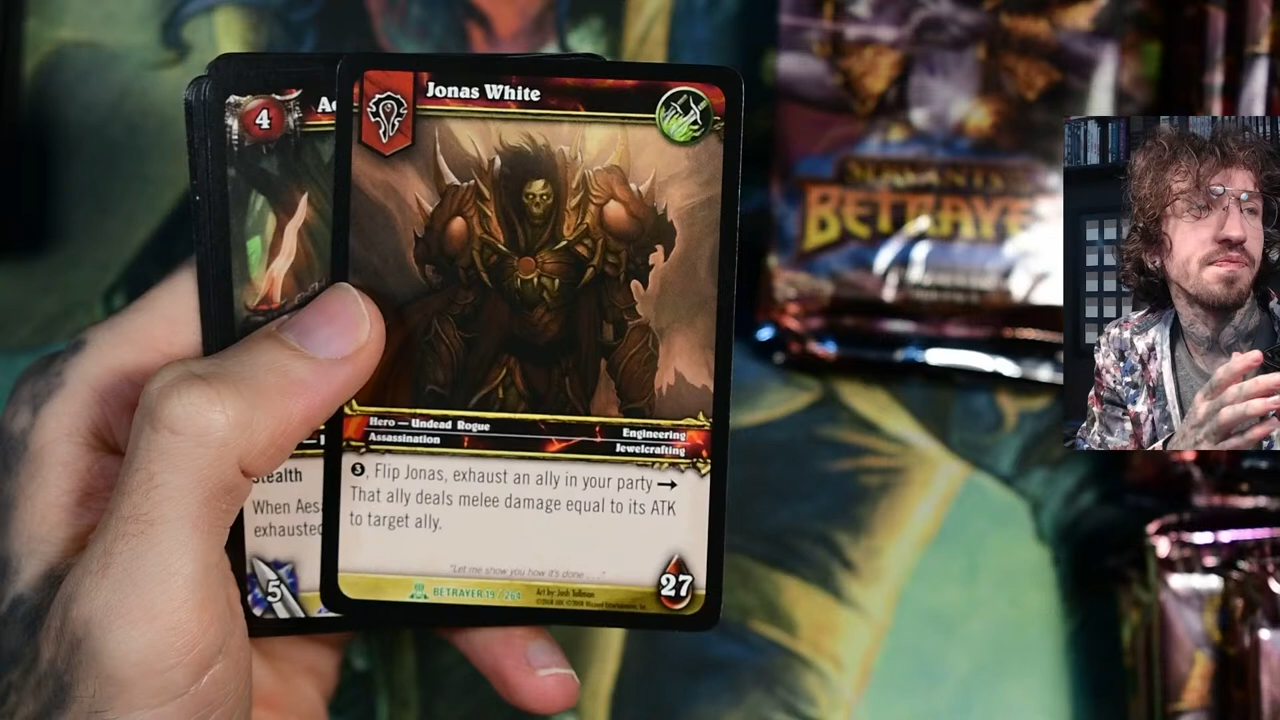 4
Jonas White
SERVANTS
BETRAYE
Hero — Undead Rogue
Engineering
Assassination
Jewelcrafting
Stealth
When Aes
exhausted
5
5, Flip Jonas, exhaust an ally in your party →
That ally deals melee damage equal to its ATK
to target ally.
"Let me show you how it's done . . ."
27
BETRAYER 19 / 264
Art by: Josh Tallman